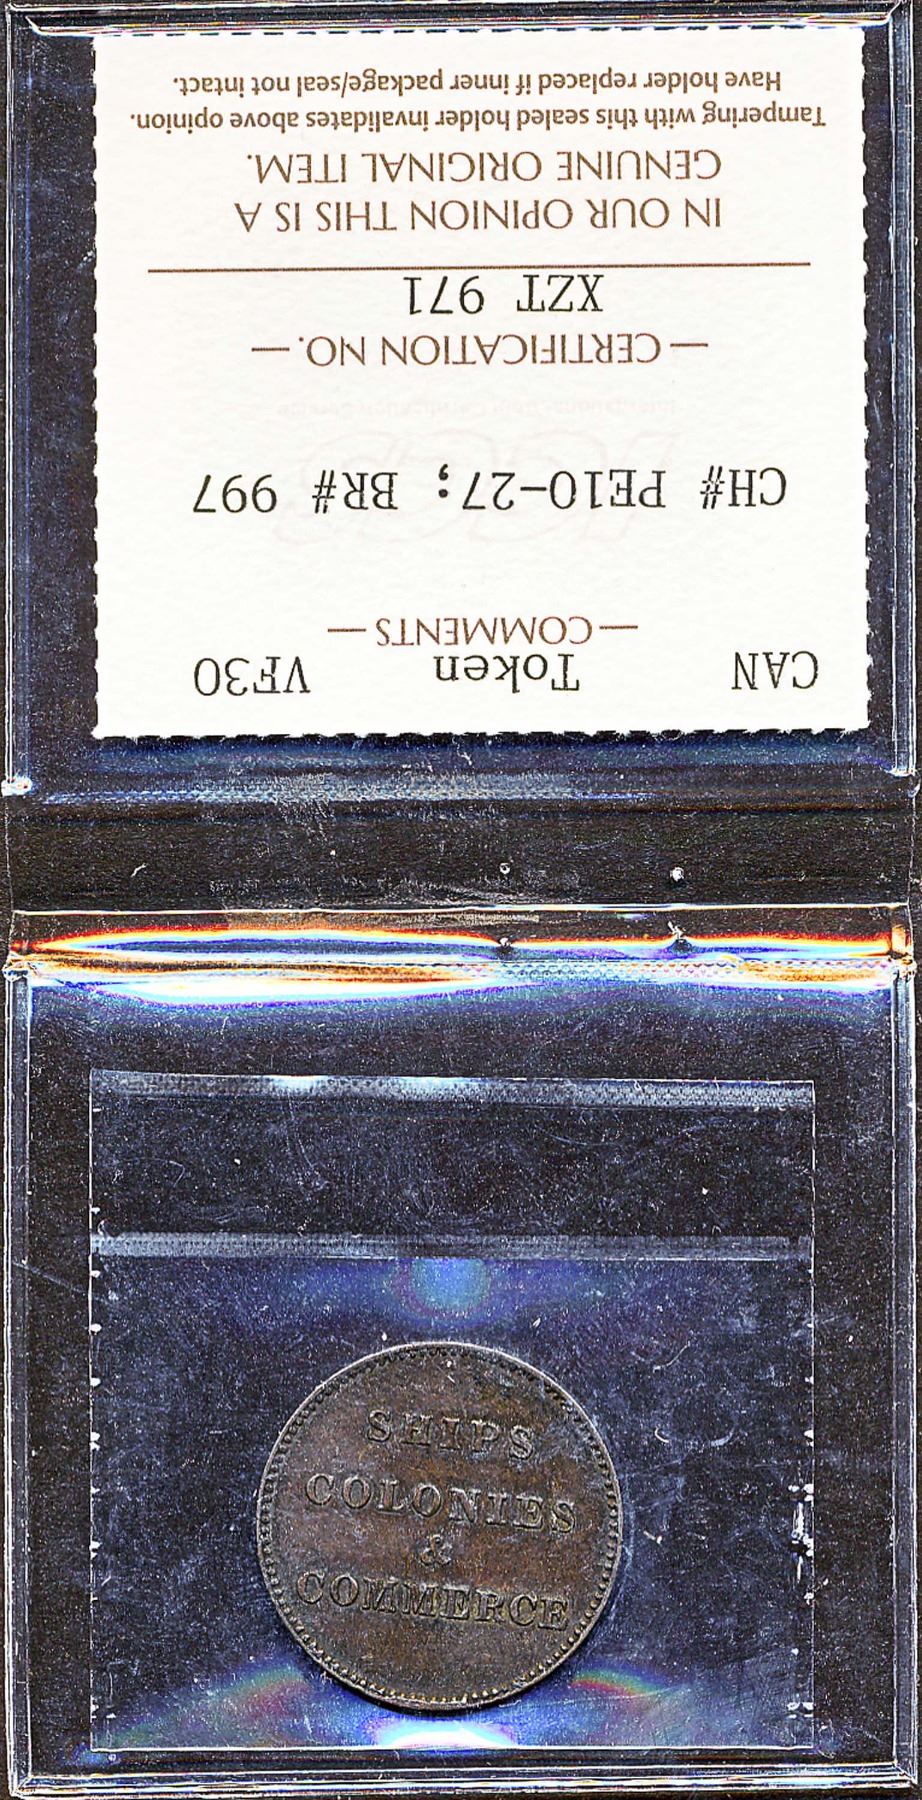 CAN Token VF30
— COMMENTS —
CH# PE10-27; BR# 997
— CERTIFICATION NO. —
XZT 971
IN OUR OPINION THIS IS A
GENUINE ORIGINAL ITEM.
Tampering with this sealed holder invalidates above opinion.
Have holder replaced if inner package/seal not intact.
SHIPS
COLONIES
&
COMMERCE